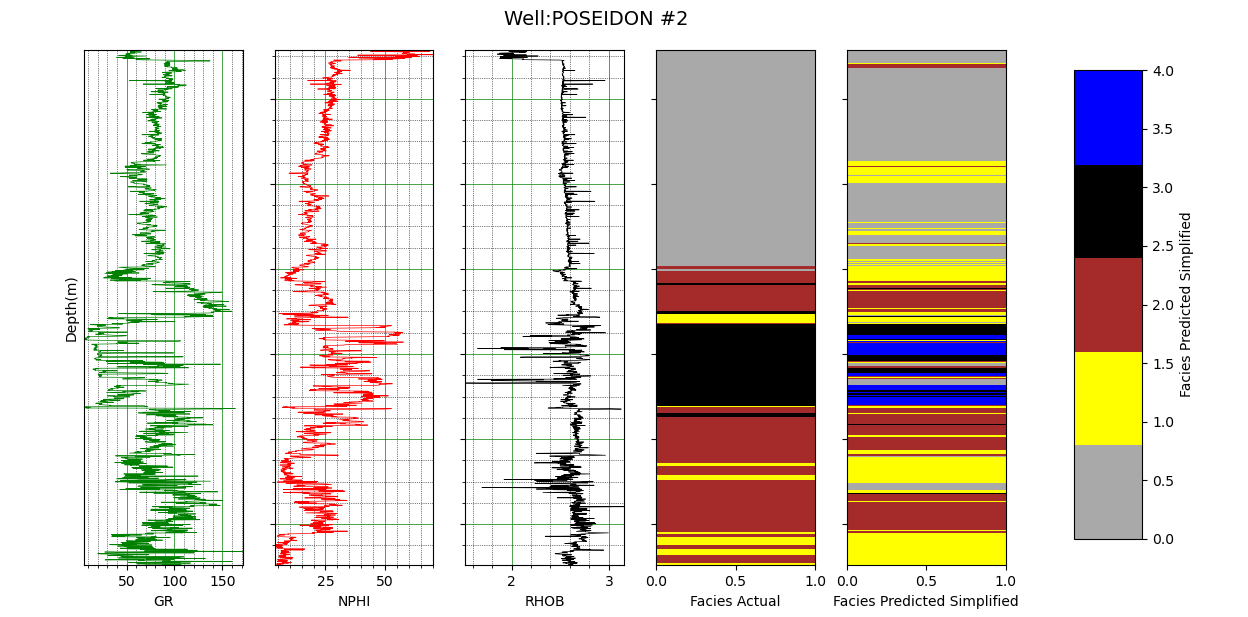 Well:POSEIDON #2
Depth(m)
50 100 150
GR
25 50
NPHI
2 3
RHOB
0.0 0.5 1.0
Facies Actual
0.0 0.5 1.0
Facies Predicted Simplified
4.0
3.5
3.0
2.5
2.0
1.5
1.0
0.5
0.0
Facies Predicted Simplified